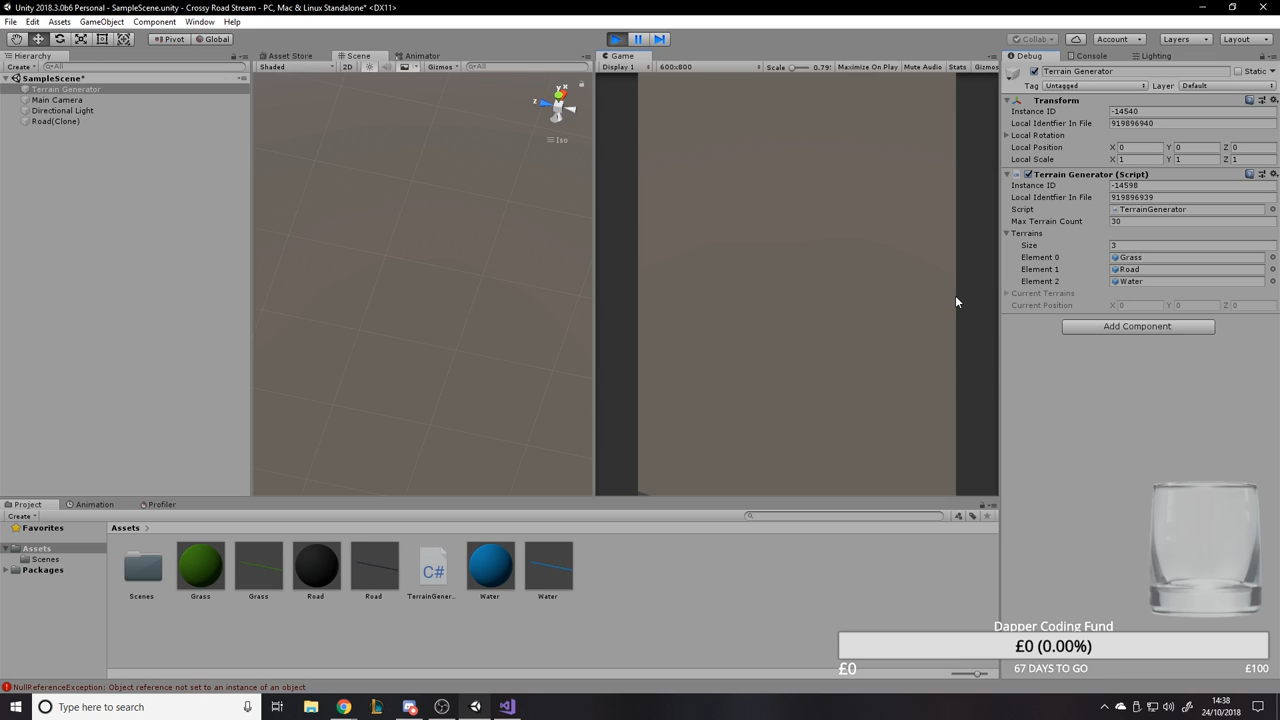 Unity 2018.3.0b6 Personal - SampleScene.unity - Crossy Road Stream - PC, Mac & Linux Standalone* <DX11>
File Edit Assets GameObject Component Window Help
Pivot Global Collab Account Layers Layout
Hierarchy Asset Store Scene Animator Game Debug Console Lighting
Create All Shaded 2D Gizmos All Display 1 600x800 Scale 0.79 Maximize On Play Mute Audio Stats Gizmos Terrain Generator Static
SampleScene*
Terrain Generator
Main Camera
Directional Light
Road(Clone)
y x
z
Iso
Tag Untagged Layer Default
Transform
Instance ID -14540
Local Identfier In File 919896940
Local Rotation
Local Position X 0 Y 0 Z 0
Local Scale X 1 Y 1 Z 1
Terrain Generator (Script)
Instance ID -14598
Local Identfier In File 919896939
Script TerrainGenerator
Max Terrain Count 30
Terrains
Size 3
Element 0 Grass
Element 1 Road
Element 2 Water
Current Terrains
Current Position X 0 Y 0 Z 0
Add Component
Project Animation Profiler
Create
Favorites
Assets
Scenes
Packages
Assets
C#
Scenes Grass Grass Road Road TerrainGener... Water Water
Dapper Coding Fund
£0 (0.00%)
£0 67 DAYS TO GO £100
NullReferenceException: Object reference not set to an instance of an object
Type here to search
14:38
24/10/2018